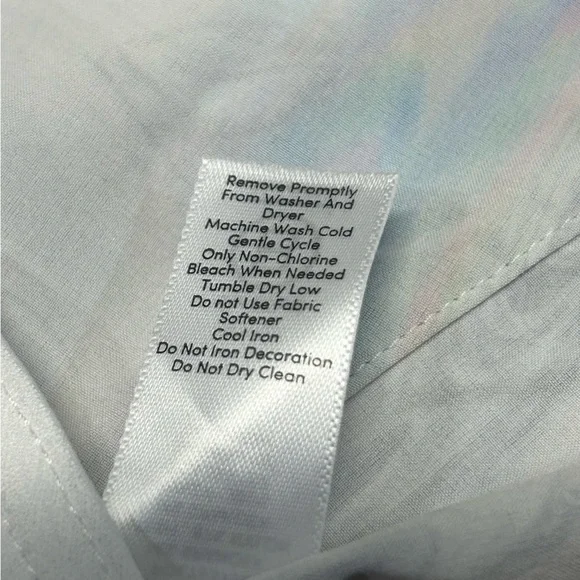 Remove Promptly
From Washer And
Dryer
Machine Wash Cold
Gentle Cycle
Only Non-Chlorine
Bleach When Needed
Tumble Dry Low
Do not Use Fabric
Softener
Cool Iron
Do Not Iron Decoration
Do Not Dry Clean